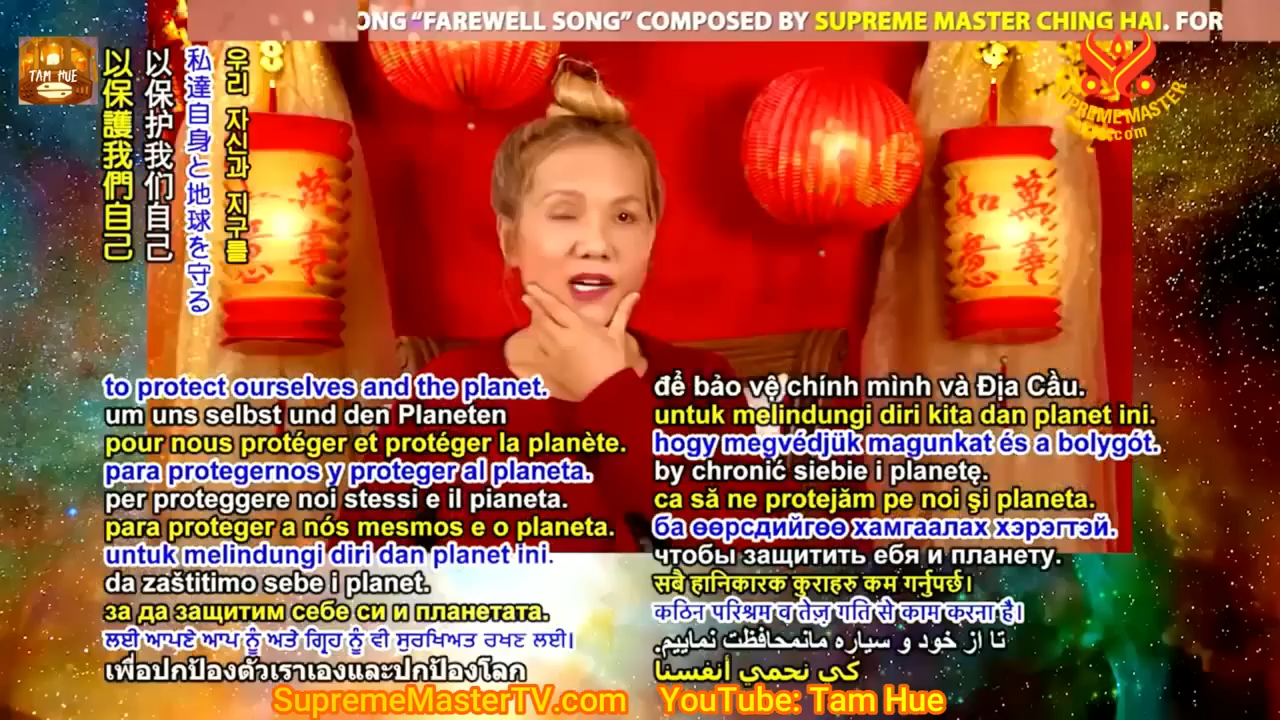 ONG “FAREWELL SONG” COMPOSED BY SUPREME MASTER CHING HAI. FOR
TAM HUE
SUPREME MASTER
以保護我們自己
以保护我们自己
私達自身と地球を守る
우리 자신과 지구를
萬事
如意
to protect ourselves and the planet.
um uns selbst und den Planeten
pour nous protéger et protéger la planète.
para protegernos y proteger al planeta.
per proteggere noi stessi e il pianeta.
para proteger a nós mesmos e o planeta.
untuk melindungi diri dan planet ini.
da zaštitimo sebe i planet.
за да защитим себе си и планетата.
ਲਈ ਆਪਣੇ ਆਪ ਨੂੰ ਅਤੇ ਗ੍ਰਿਹ ਨੂੰ ਵੀ ਸੁਰਖਿਅਤ ਰਖਣ ਲਈ।
เพื่อปกป้องตัวเราเองและปกป้องโลก
để bảo vệ chính mình và Địa Cầu.
untuk melindungi diri kita dan planet ini.
hogy megvédjük magunkat és a bolygót.
by chronić siebie i planetę.
ca să ne protejăm pe noi şi planeta.
ба өөрсдийгөө хамгаалах хэрэгтэй.
чтобы защитить ебя и планету.
सबै हानिकारक कुराहरु कम गर्नुपर्छ।
कठिन परिश्रम व तेज़ गति से काम करना है।
تا از خود و سیاره مانمحافظت نماییم.
كي نحمي أنفسنا
SupremeMasterTV.com YouTube: Tam Hue